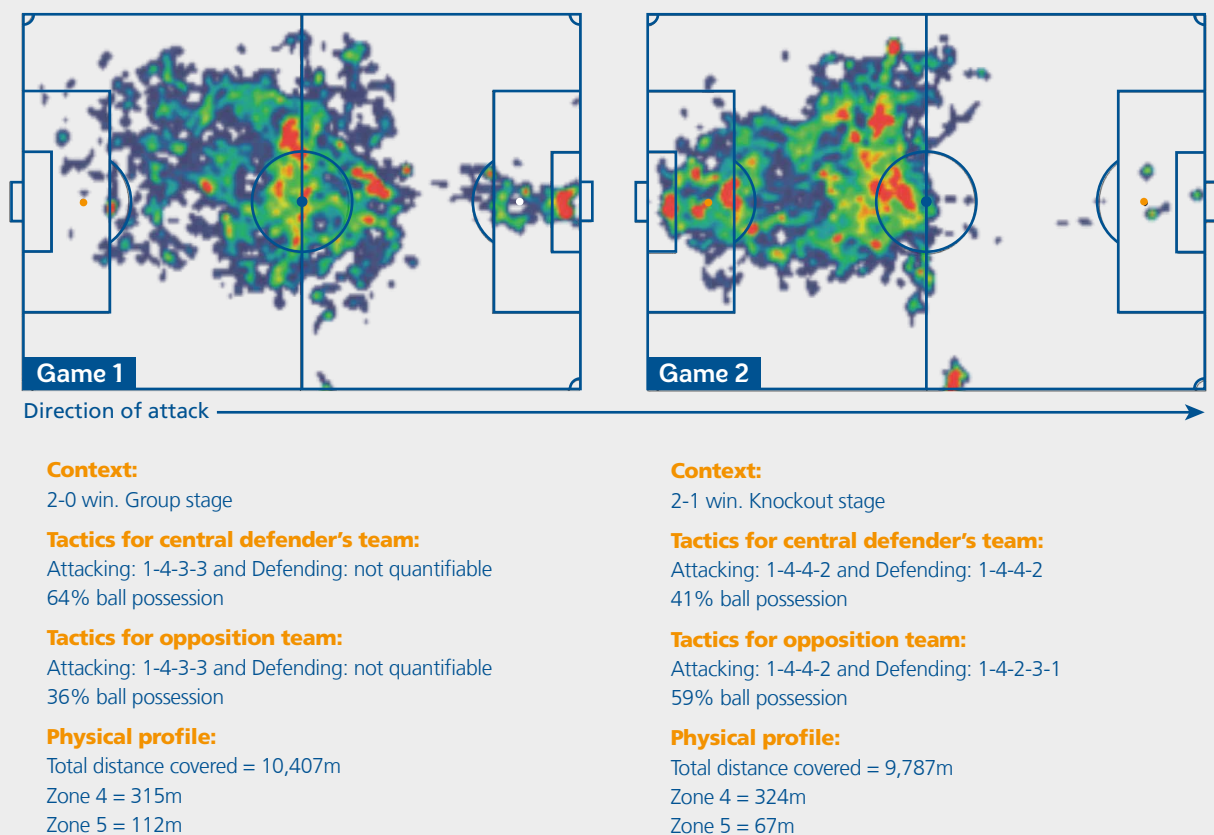 Game 1
Game 2
Direction of attack
Context:
2-0 win. Group stage
Tactics for central defender's team:
Attacking: 1-4-3-3 and Defending: not quantifiable
64% ball possession
Tactics for opposition team:
Attacking: 1-4-3-3 and Defending: not quantifiable
36% ball possession
Physical profile:
Total distance covered = 10,407m
Zone 4 = 315m
Zone 5 = 112m
Context:
2-1 win. Knockout stage
Tactics for central defender's team:
Attacking: 1-4-4-2 and Defending: 1-4-4-2
41% ball possession
Tactics for opposition team:
Attacking: 1-4-4-2 and Defending: 1-4-2-3-1
59% ball possession
Physical profile:
Total distance covered = 9,787m
Zone 4 = 324m
Zone 5 = 67m